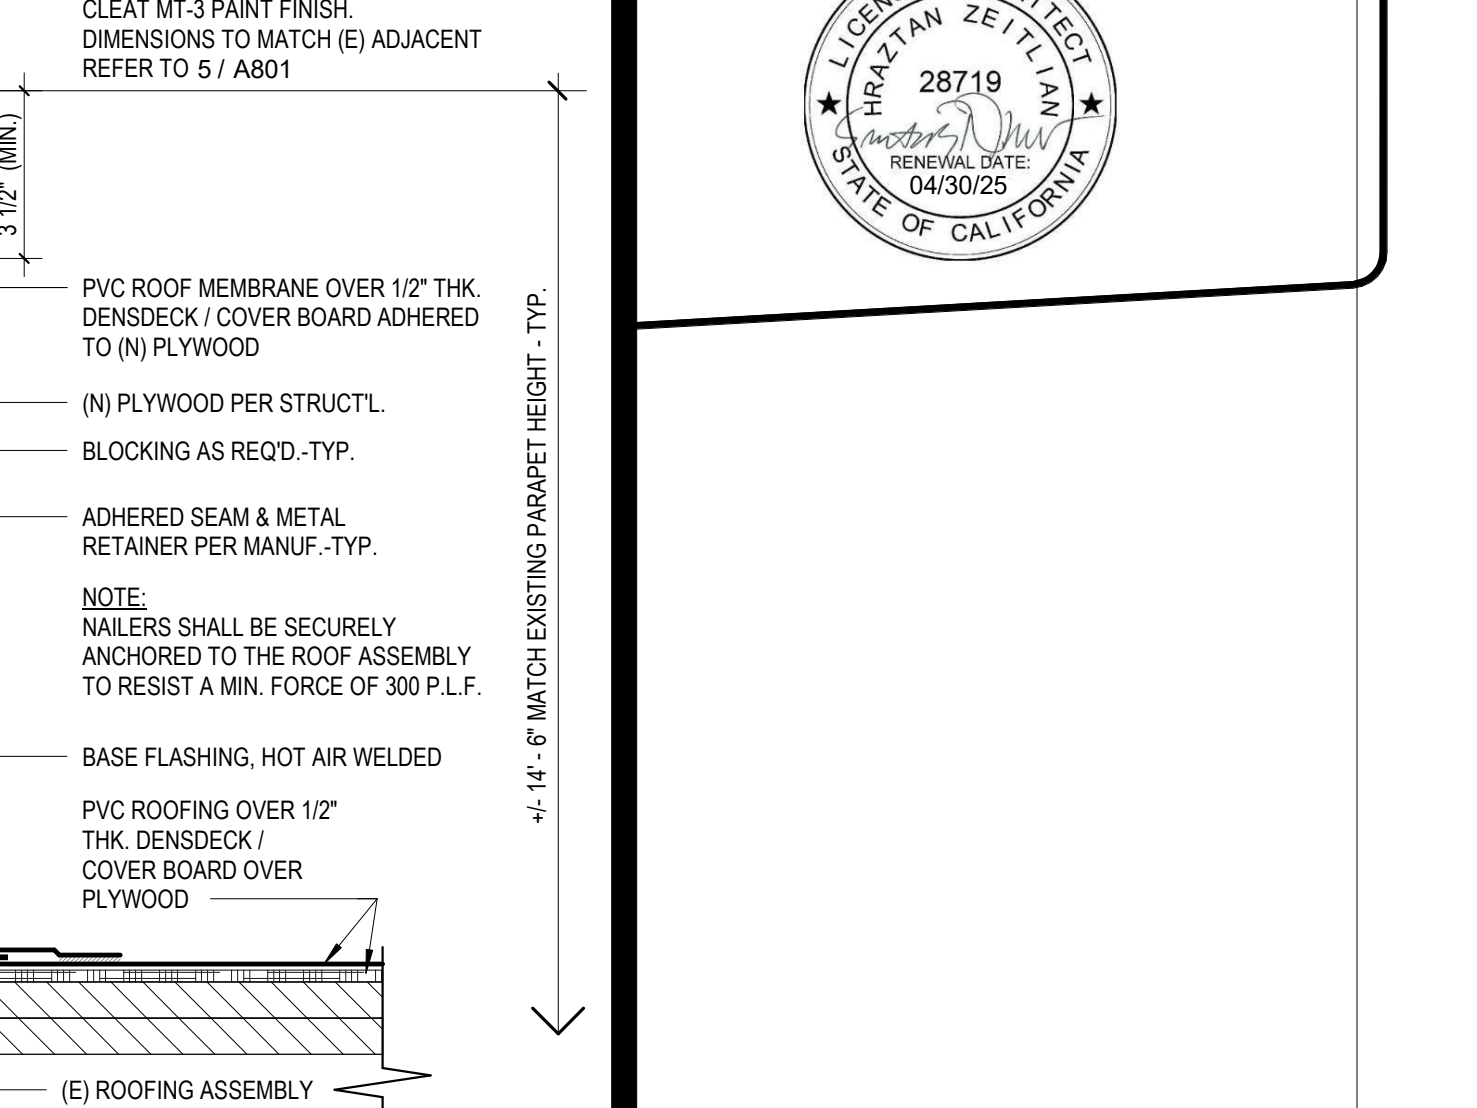 CLEAT MT-3 PAINT FINISH.
DIMENSIONS TO MATCH (E) ADJACENT
REFER TO 5 / A801
3 1/2" (MIN.)
PVC ROOF MEMBRANE OVER 1/2" THK.
DENSDECK / COVER BOARD ADHERED
TO (N) PLYWOOD
(N) PLYWOOD PER STRUCT'L.
BLOCKING AS REQ'D.-TYP.
ADHERED SEAM & METAL
RETAINER PER MANUF.-TYP.
NOTE:
NAILERS SHALL BE SECURELY
ANCHORED TO THE ROOF ASSEMBLY
TO RESIST A MIN. FORCE OF 300 P.L.F.
BASE FLASHING, HOT AIR WELDED
PVC ROOFING OVER 1/2"
THK. DENSDECK /
COVER BOARD OVER
PLYWOOD
(E) ROOFING ASSEMBLY
+/- 14' - 6" MATCH EXISTING PARAPET HEIGHT - TYP.
HRAZTAN ZEITLIAN
28719
RENEWAL DATE:
04/30/25
STATE OF CALIFORNIA